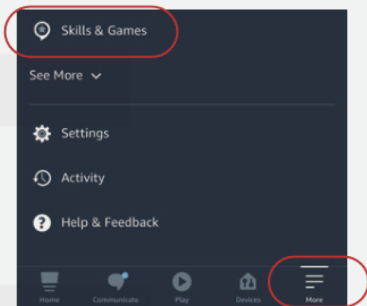 Skills & Games
See More
Settings
Activity
Help & Feedback
Home Communicate Play Devices More